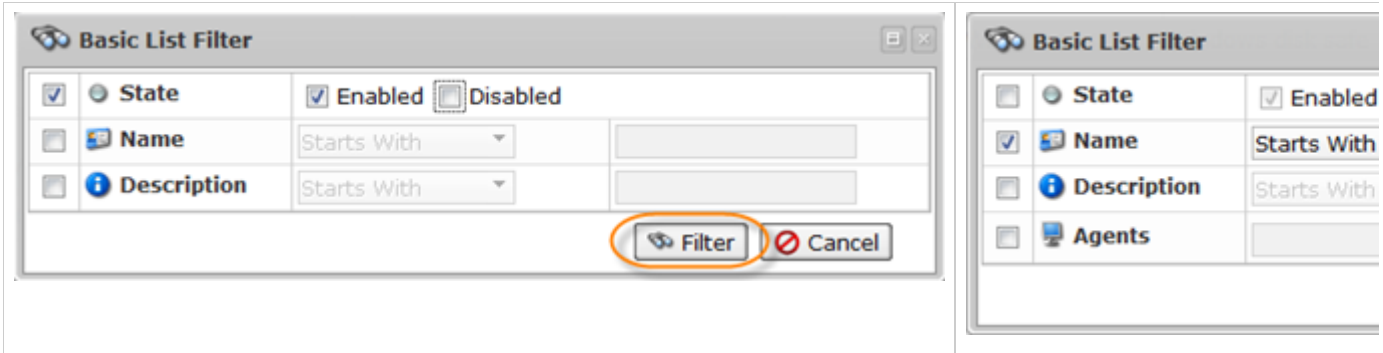 Basic List Filter
State Enabled Disabled
Name Starts With
Description Starts With
Filter Cancel
Basic List Filter
State Enabled
Name Starts With
Description Starts With
Agents